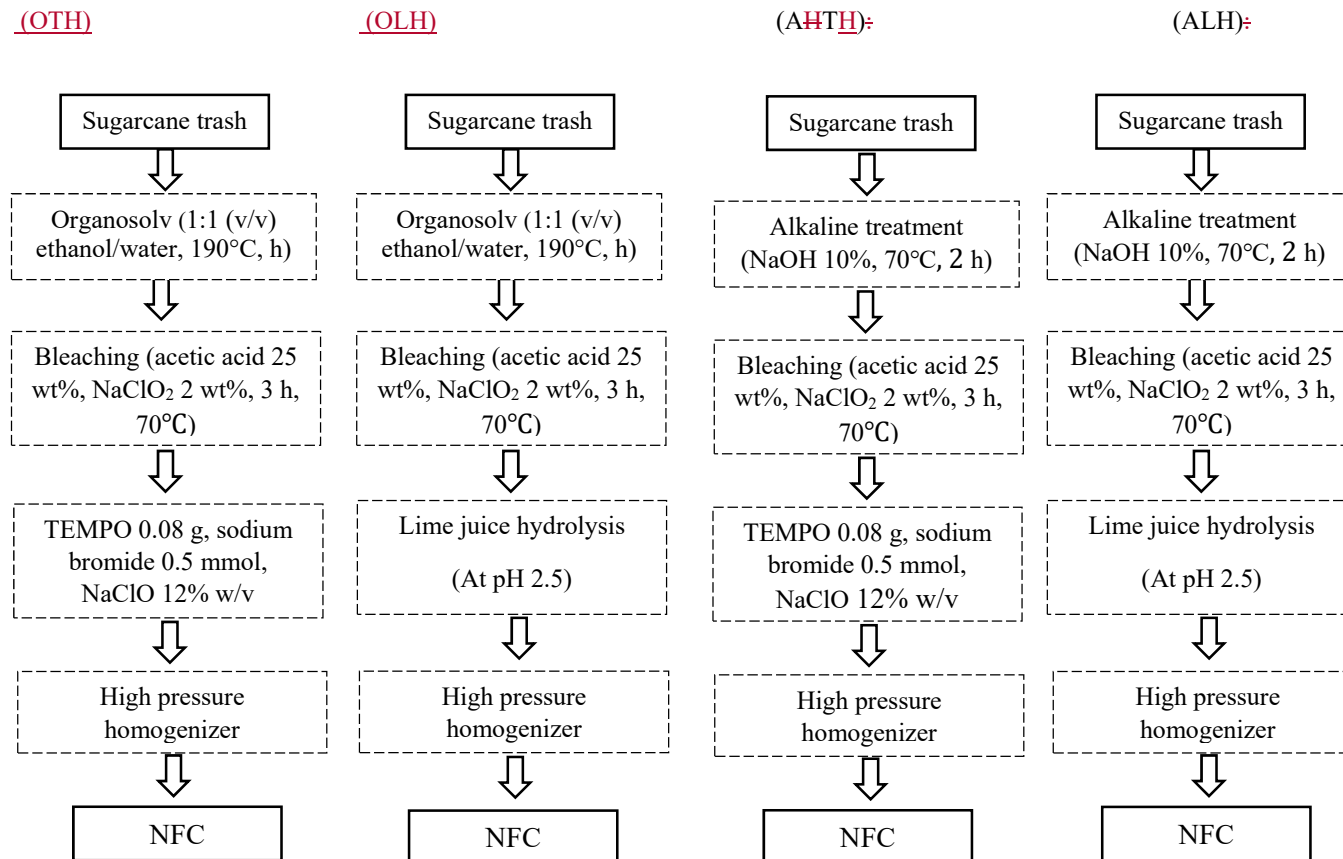 (OTH)
Sugarcane trash
Organosolv (1:1 (v/v)
ethanol/water, 190°C, h)
Bleaching (acetic acid 25
wt%, NaClO₂ 2 wt%, 3 h,
70°C)
TEMPO 0.08 g, sodium
bromide 0.5 mmol,
NaClO 12% w/v
High pressure
homogenizer
NFC
(OLH)
Sugarcane trash
Organosolv (1:1 (v/v)
ethanol/water, 190°C, h)
Bleaching (acetic acid 25
wt%, NaClO₂ 2 wt%, 3 h,
70°C)
Lime juice hydrolysis
(At pH 2.5)
High pressure
homogenizer
NFC
(AHTH):
Sugarcane trash
Alkaline treatment
(NaOH 10%, 70°C, 2 h)
Bleaching (acetic acid 25
wt%, NaClO₂ 2 wt%, 3 h,
70°C)
TEMPO 0.08 g, sodium
bromide 0.5 mmol,
NaClO 12% w/v
High pressure
homogenizer
NFC
(ALH):
Sugarcane trash
Alkaline treatment
(NaOH 10%, 70°C, 2 h)
Bleaching (acetic acid 25
wt%, NaClO₂ 2 wt%, 3 h,
70°C)
Lime juice hydrolysis
(At pH 2.5)
High pressure
homogenizer
NFC